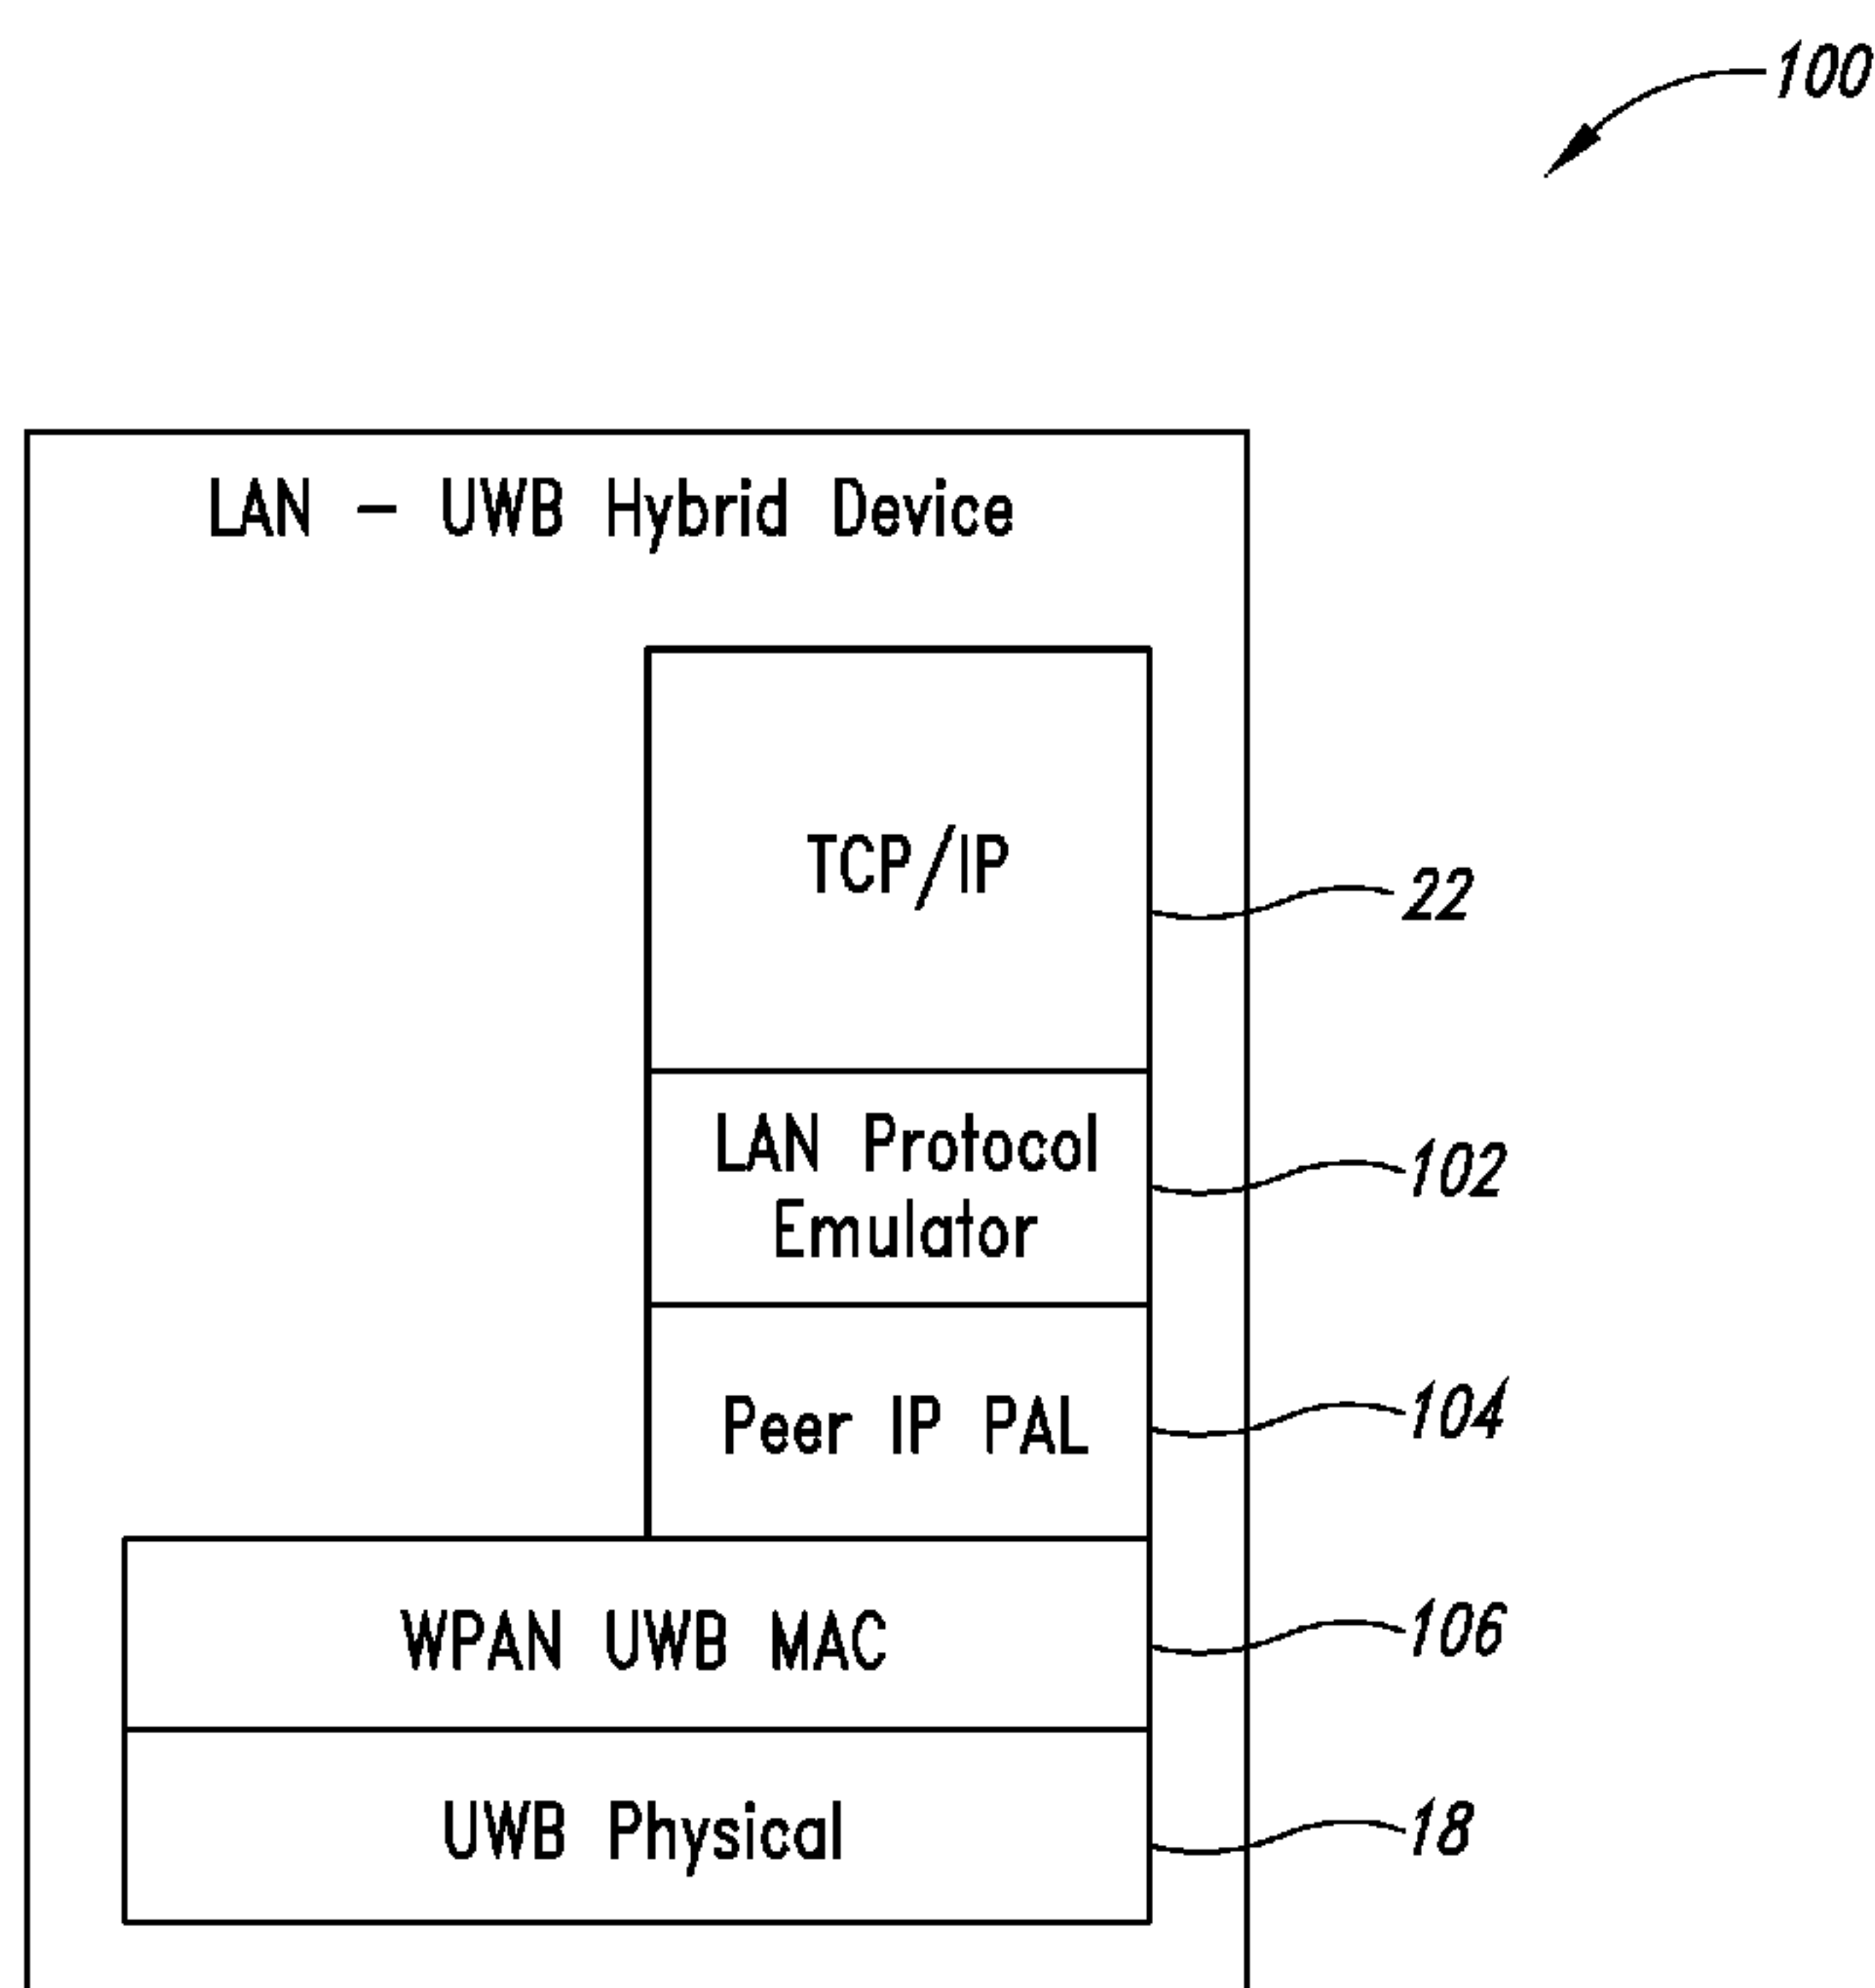 100
LAN - UWB Hybrid Device
TCP/IP
22
LAN Protocol
Emulator
102
Peer IP PAL
104
WPAN UWB MAC
106
UWB Physical
18